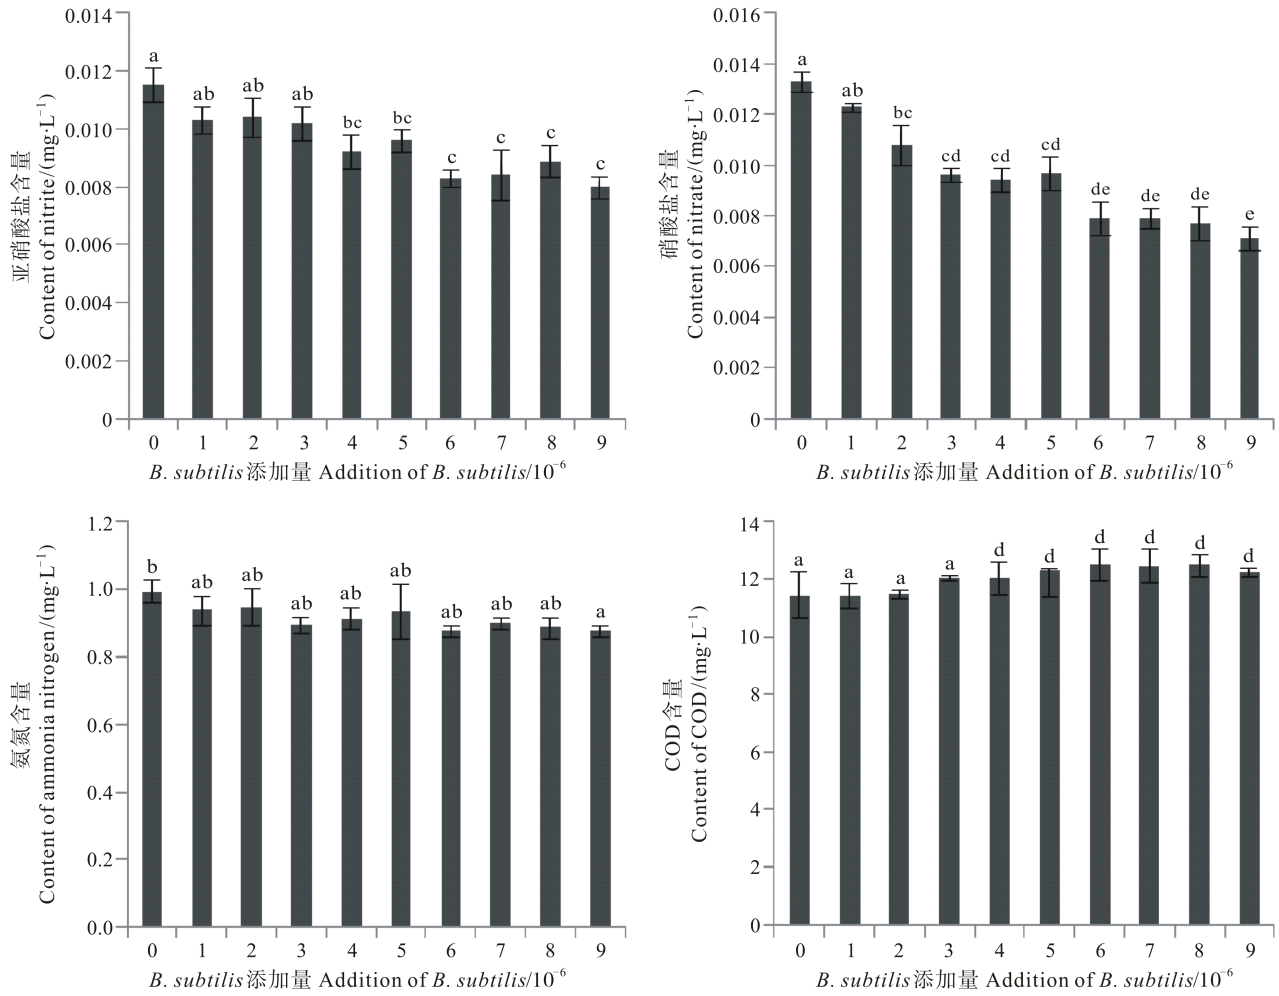 亚硝酸盐含量
Content of nitrite/(mg·L⁻¹)
0.014
0.012
0.010
0.008
0.006
0.004
0.002
0
a ab ab ab bc bc c c c c
0 1 2 3 4 5 6 7 8 9
B. subtilis添加量 Addition of B. subtilis/10⁻⁶
硝酸盐含量
Content of nitrate/(mg·L⁻¹)
0.016
0.014
0.012
0.010
0.008
0.006
0.004
0.002
0
a ab bc cd cd cd de de de e
0 1 2 3 4 5 6 7 8 9
B. subtilis添加量 Addition of B. subtilis/10⁻⁶
氨氮含量
Content of ammonia nitrogen/(mg·L⁻¹)
1.2
1.0
0.8
0.6
0.4
0.2
0.0
b ab ab ab ab ab ab ab ab a
0 1 2 3 4 5 6 7 8 9
B. subtilis添加量 Addition of B. subtilis/10⁻⁶
COD含量
Content of COD/(mg·L⁻¹)
14
12
10
8
6
4
2
0
a a a a d d d d d d
0 1 2 3 4 5 6 7 8 9
B. subtilis添加量 Addition of B. subtilis/10⁻⁶